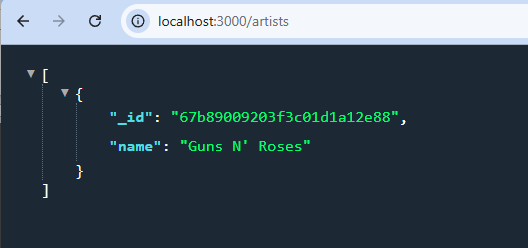 localhost:3000/artists
[
{
"_id": "67b89009203f3c01d1a12e88",
"name": "Guns N' Roses"
}
]